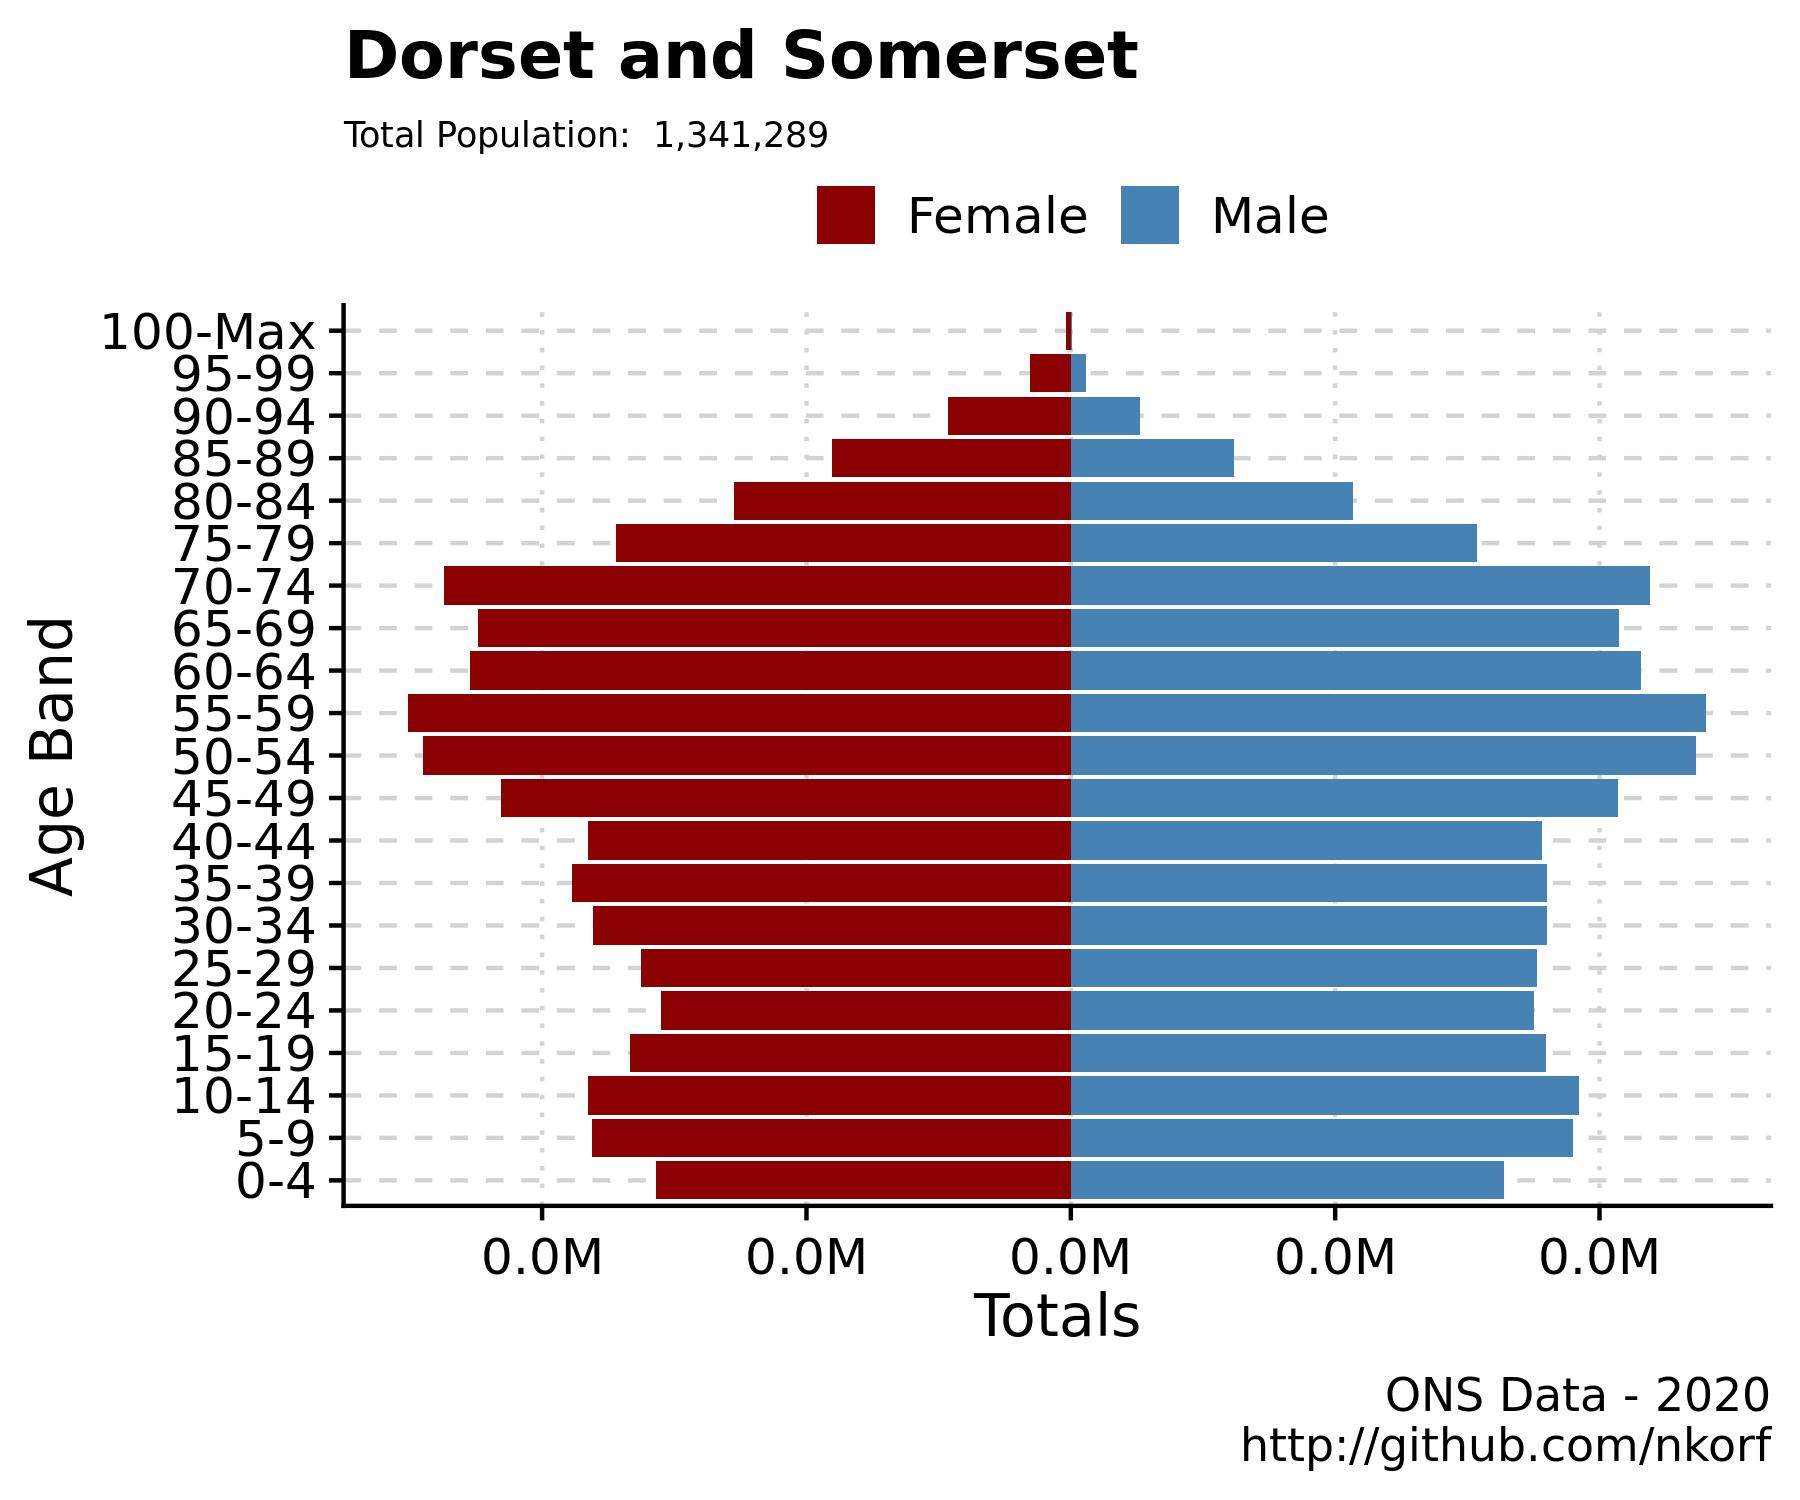 Dorset and Somerset
Total Population:  1,341,289
Female Male
100-Max
95-99
90-94
85-89
80-84
75-79
70-74
65-69
60-64
55-59
50-54
45-49
40-44
35-39
30-34
25-29
20-24
15-19
10-14
5-9
0-4
Age Band
0.0M 0.0M 0.0M 0.0M 0.0M
Totals
ONS Data - 2020
http://github.com/nkorf